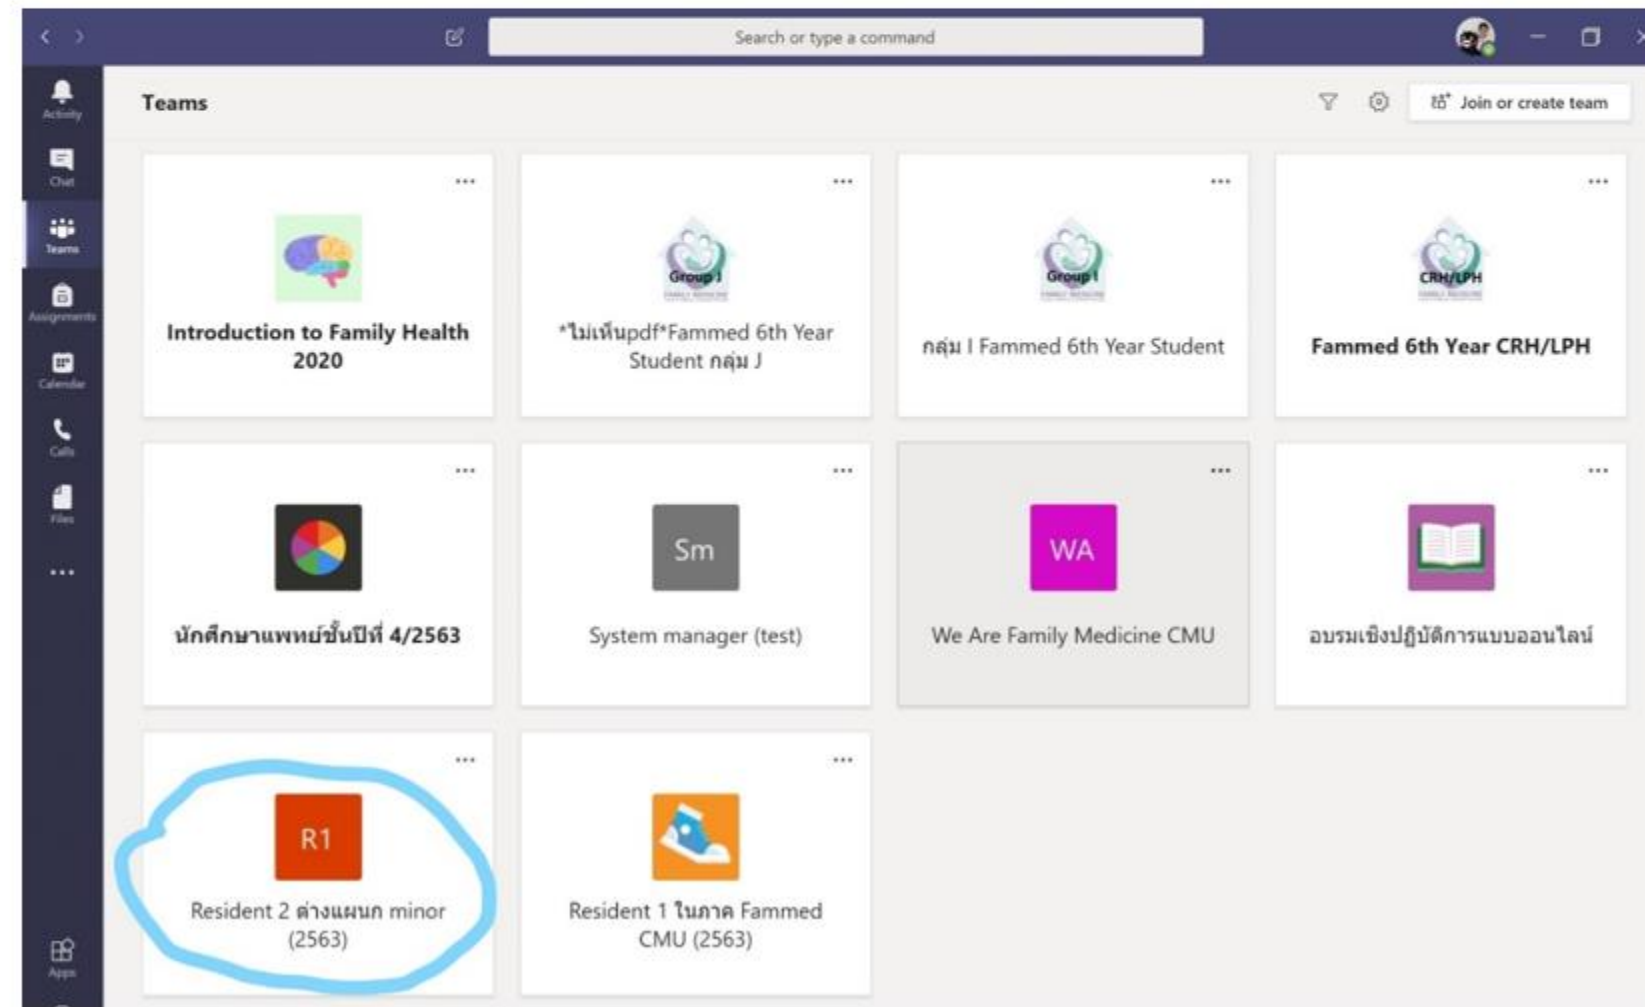 Search or type a command
Activity
Chat
Teams
Assignments
Calendar
Calls
Files
Apps
Teams
Join or create team
Introduction to Family Health
2020
Group J
*ไม่เห็นpdf*Fammed 6th Year
Student กลุ่ม J
Group I
กลุ่ม I Fammed 6th Year Student
CRH/LPH
Fammed 6th Year CRH/LPH
นักศึกษาแพทย์ชั้นปีที่ 4/2563
Sm
System manager (test)
WA
We Are Family Medicine CMU
อบรมเชิงปฏิบัติการแบบออนไลน์
R1
Resident 2 ต่างแผนก minor
(2563)
Resident 1 ในภาค Fammed
CMU (2563)